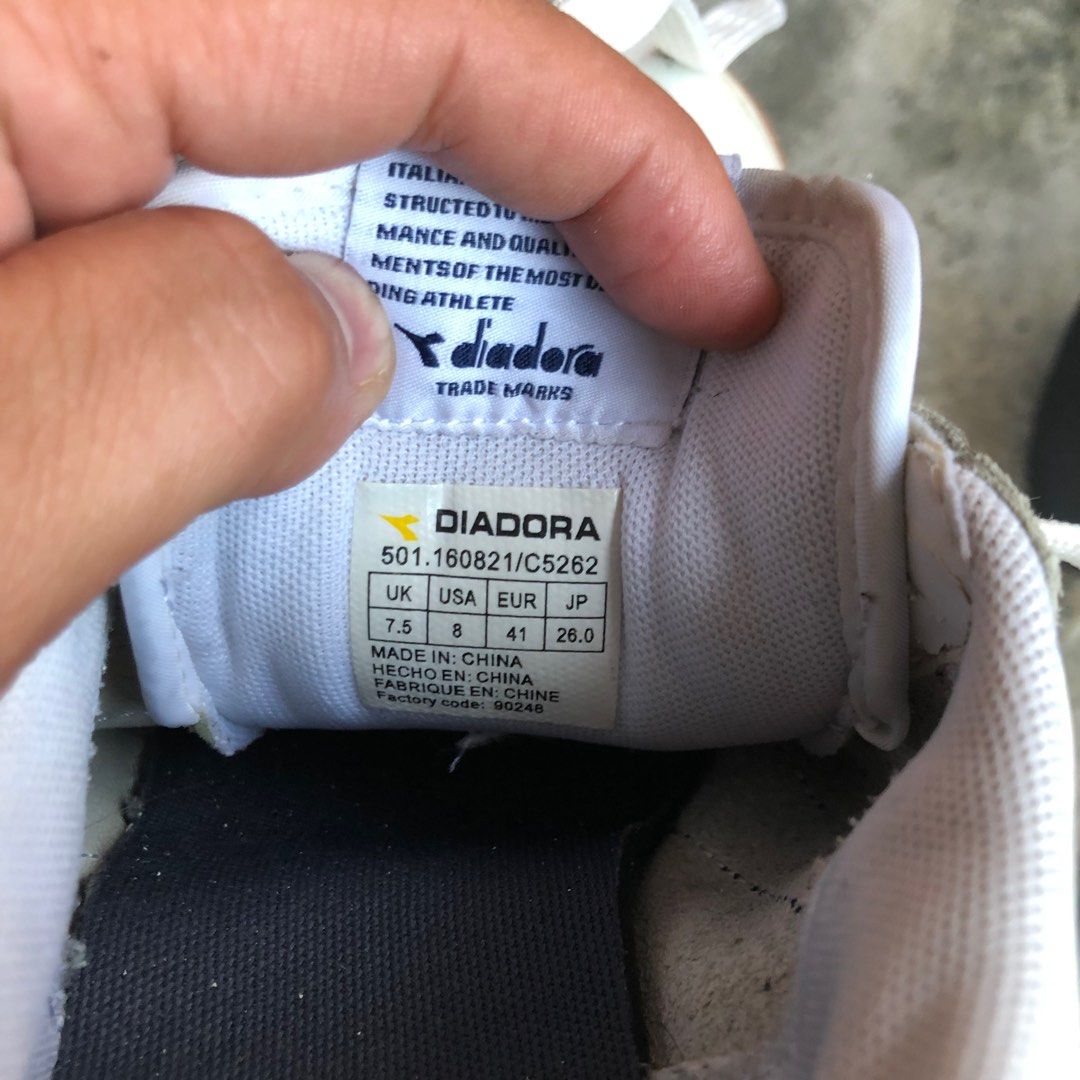 STRUCTED TO
MANCE AND
MENTS OF THE MOST
DING ATHLETE
diadora
TRADE MARKS
DIADORA
501.160821/C5262
UK USA EUR JP
7.5 8 41 26.0
MADE IN: CHINA
HECHO EN: CHINA
FABRIQUE EN: CHINE
Factory code: 90248